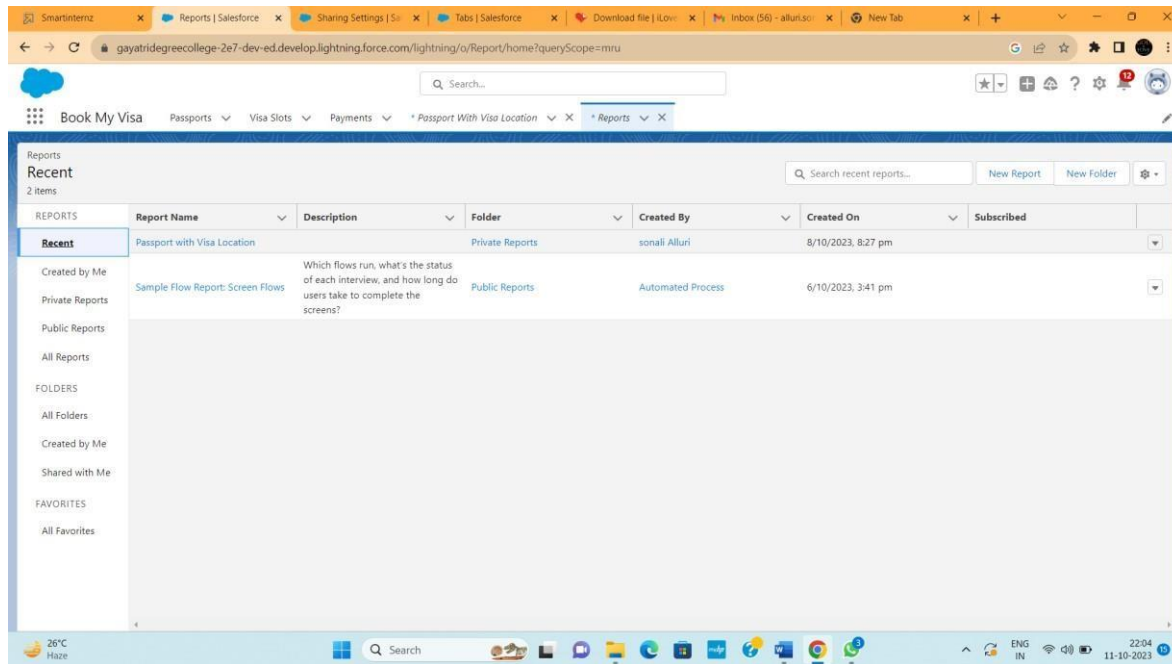 Smartinternz
Reports | Salesforce
Sharing Settings | Sa
Tabs | Salesforce
Download file | iLove
Inbox (56) - alluri.sor
New Tab
gayatridegreecollege-2e7-dev-ed.develop.lightning.force.com/lightning/o/Report/home?queryScope=mru
Search...
12
Book My Visa
Passports
Visa Slots
Payments
* Passport With Visa Location
* Reports
Reports
Recent
2 items
Search recent reports...
New Report
New Folder
REPORTS
Report Name
Description
Folder
Created By
Created On
Subscribed
Recent
Passport with Visa Location
Private Reports
sonali Alluri
8/10/2023, 8:27 pm
Created by Me
Private Reports
Public Reports
All Reports
Sample Flow Report: Screen Flows
Which flows run, what's the status
of each interview, and how long do
users take to complete the
screens?
Public Reports
Automated Process
6/10/2023, 3:41 pm
FOLDERS
All Folders
Created by Me
Shared with Me
FAVORITES
All Favorites
26°C
Haze
Search
3
ENG
IN
22:04
11-10-2023
15